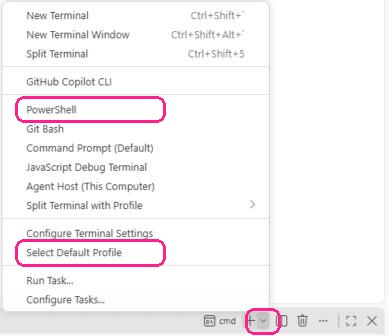 New Terminal Ctrl+Shift+`
New Terminal Window Ctrl+Shift+Alt+`
Split Terminal Ctrl+Shift+5
GitHub Copilot CLI
PowerShell
Git Bash
Command Prompt (Default)
JavaScript Debug Terminal
Agent Host (This Computer)
Split Terminal with Profile
Configure Terminal Settings
Select Default Profile
Run Task...
Configure Tasks...
cmd